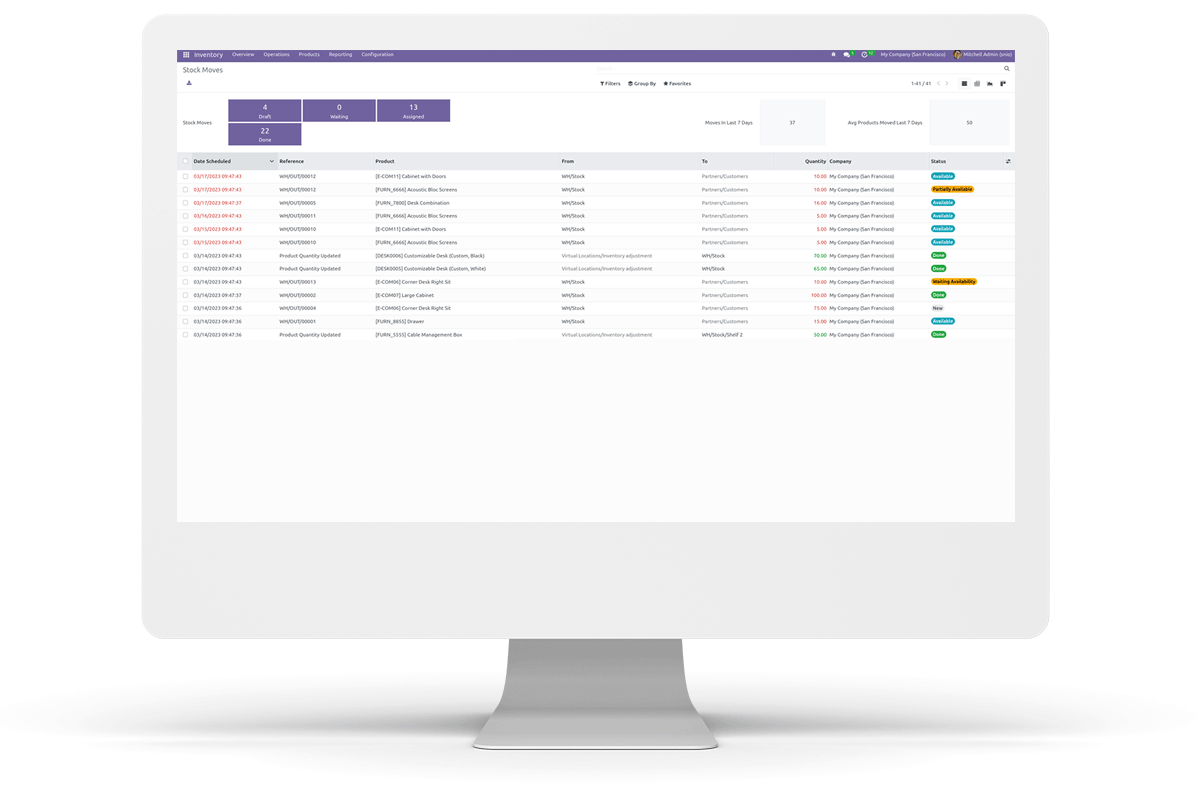 Inventory Overview Operations Products Reporting Configuration My Company (San Francisco) Mitchell Admin
Stock Moves
Filters Group By Favorites 1-41 / 41
Stock Moves
4
Draft
0
Waiting
13
Assigned
22
Done
Moves In Last 7 Days 37
Avg Products Moved Last 7 Days 50
Date Scheduled Reference Product From To Quantity Company Status
03/17/2023 09:47:43 WH/OUT/00012 [E-COM11] Cabinet with Doors WH/Stock Partners/Customers 10.00 My Company (San Francisco) Available
03/17/2023 09:47:43 WH/OUT/00012 [FURN_6666] Acoustic Bloc Screens WH/Stock Partners/Customers 10.00 My Company (San Francisco) Partially Available
03/17/2023 09:47:37 WH/OUT/00005 [FURN_7800] Desk Combination WH/Stock Partners/Customers 16.00 My Company (San Francisco) Available
03/16/2023 09:47:43 WH/OUT/00011 [FURN_6666] Acoustic Bloc Screens WH/Stock Partners/Customers 5.00 My Company (San Francisco) Available
03/15/2023 09:47:43 WH/OUT/00010 [E-COM11] Cabinet with Doors WH/Stock Partners/Customers 5.00 My Company (San Francisco) Available
03/15/2023 09:47:43 WH/OUT/00010 [FURN_6666] Acoustic Bloc Screens WH/Stock Partners/Customers 5.00 My Company (San Francisco) Available
03/14/2023 09:47:43 Product Quantity Updated [DESK0006] Customizable Desk (Custom, Black) Virtual Locations/Inventory adjustment WH/Stock 70.00 My Company (San Francisco) Done
03/14/2023 09:47:43 Product Quantity Updated [DESK0005] Customizable Desk (Custom, White) Virtual Locations/Inventory adjustment WH/Stock 65.00 My Company (San Francisco) Done
03/14/2023 09:47:43 WH/OUT/00013 [E-COM06] Corner Desk Right Sit WH/Stock Partners/Customers 10.00 My Company (San Francisco) Waiting Availability
03/14/2023 09:47:37 WH/OUT/00002 [E-COM07] Large Cabinet WH/Stock Partners/Customers 100.00 My Company (San Francisco) Done
03/14/2023 09:47:36 WH/OUT/00004 [E-COM06] Corner Desk Right Sit WH/Stock Partners/Customers 75.00 My Company (San Francisco) New
03/14/2023 09:47:36 WH/OUT/00001 [FURN_8855] Drawer WH/Stock Partners/Customers 15.00 My Company (San Francisco) Available
03/14/2023 09:47:36 Product Quantity Updated [FURN_5555] Cable Management Box Virtual Locations/Inventory adjustment WH/Stock/Shelf 2 50.00 My Company (San Francisco) Done